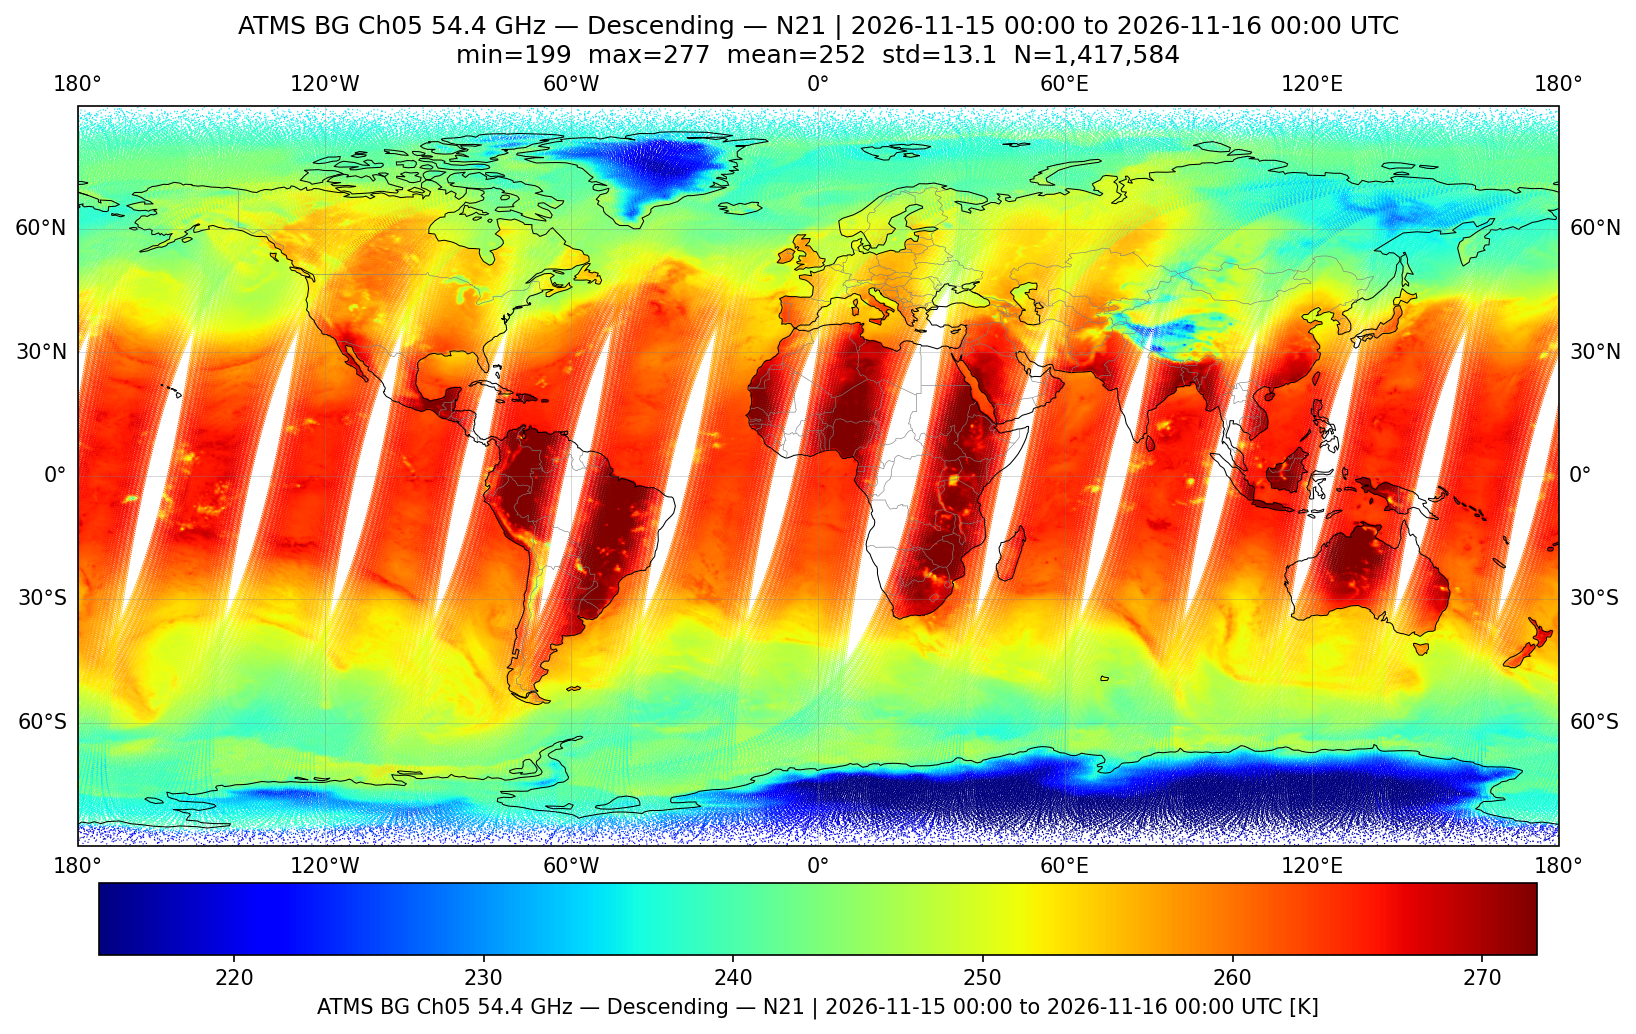 ATMS BG Ch05 54.4 GHz — Descending — N21 | 2026-11-15 00:00 to 2026-11-16 00:00 UTC
min=199 max=277 mean=252 std=13.1 N=1,417,584
180° 120°W 60°W 0° 60°E 120°E 180°
60°N 60°N
30°N 30°N
0° 0°
30°S 30°S
60°S 60°S
180° 120°W 60°W 0° 60°E 120°E 180°
220 230 240 250 260 270
ATMS BG Ch05 54.4 GHz — Descending — N21 | 2026-11-15 00:00 to 2026-11-16 00:00 UTC [K]